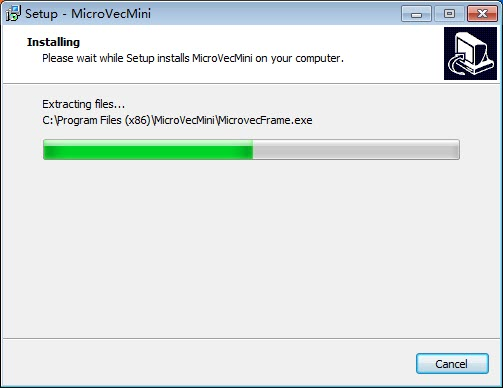 Setup - MicroVecMini
Installing
Please wait while Setup installs MicroVecMini on your computer.
Extracting files...
C:\Program Files (x86)\MicroVecMini\MicrovecFrame.exe
Cancel